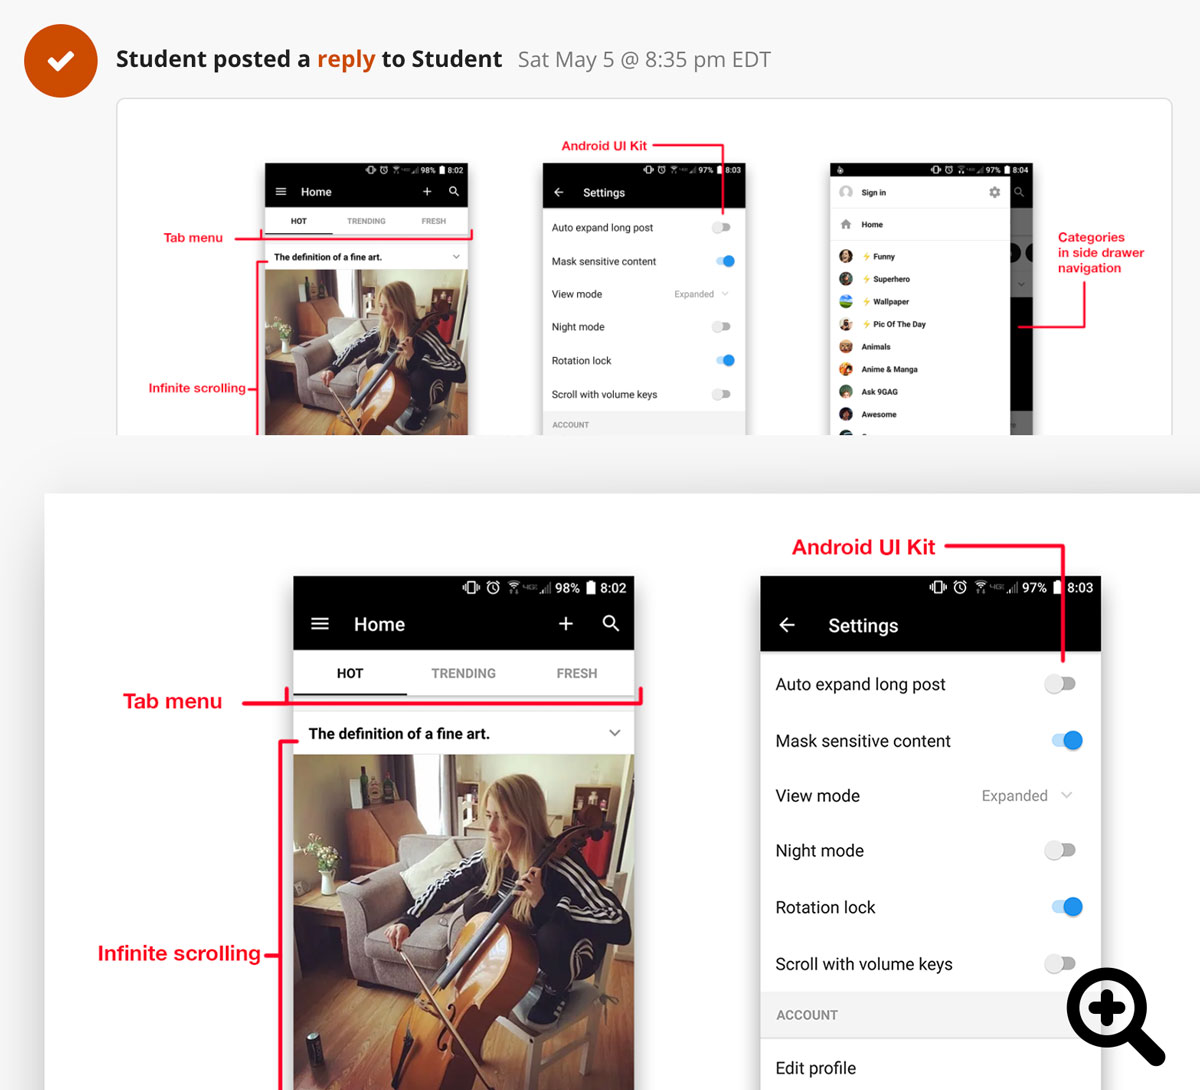 Student posted a reply to Student Sat May 5 @ 8:35 pm EDT
Android UI Kit
98% 8:02
Home
HOT TRENDING FRESH
Tab menu
The definition of a fine art.
Infinite scrolling
97% 8:03
Settings
Auto expand long post
Mask sensitive content
View mode Expanded
Night mode
Rotation lock
Scroll with volume keys
ACCOUNT
97% 8:04
Sign in
Home
Funny
Superhero
Wallpaper
Pic Of The Day
Animals
Anime & Manga
Ask 9GAG
Awesome
Categories
in side drawer
navigation
Android UI Kit
98% 8:02
Home
HOT TRENDING FRESH
Tab menu
The definition of a fine art.
Infinite scrolling
97% 8:03
Settings
Auto expand long post
Mask sensitive content
View mode Expanded
Night mode
Rotation lock
Scroll with volume keys
ACCOUNT
Edit profile